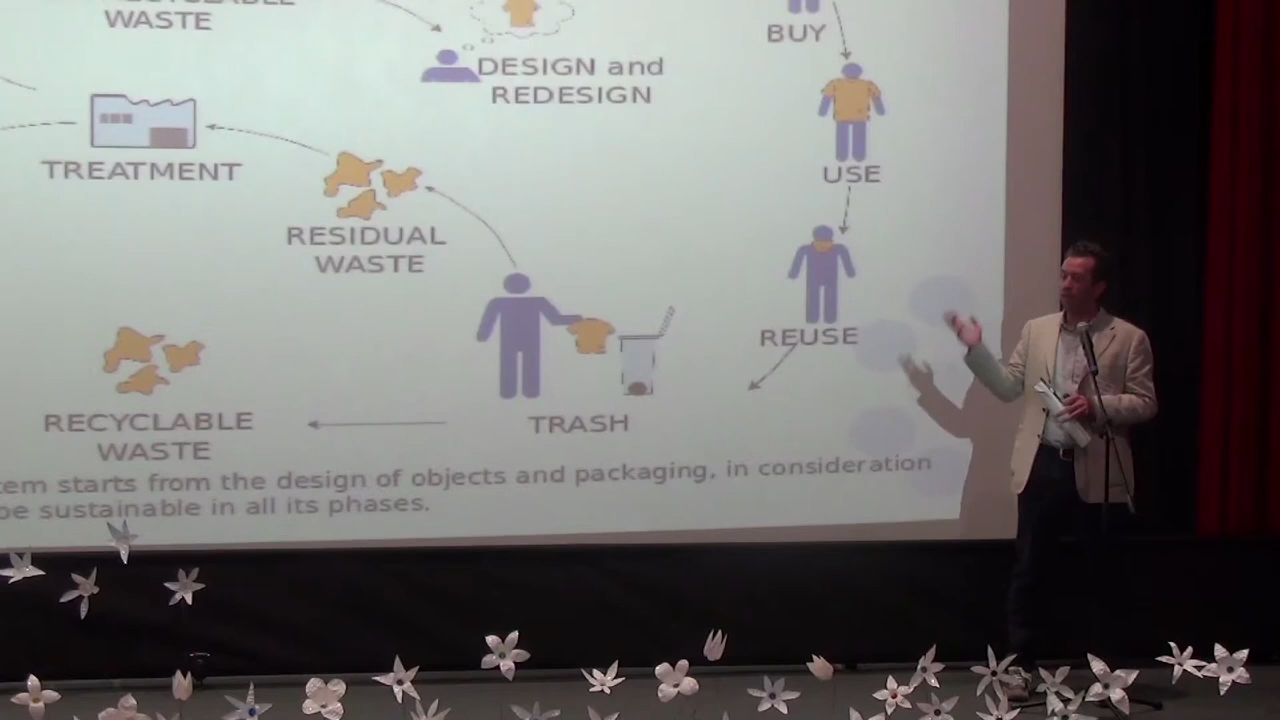 WASTE
BUY
DESIGN and
REDESIGN
TREATMENT
USE
RESIDUAL
WASTE
REUSE
RECYCLABLE
WASTE
TRASH
starts from the design of objects and packaging, in consideration
be sustainable in all its phases.